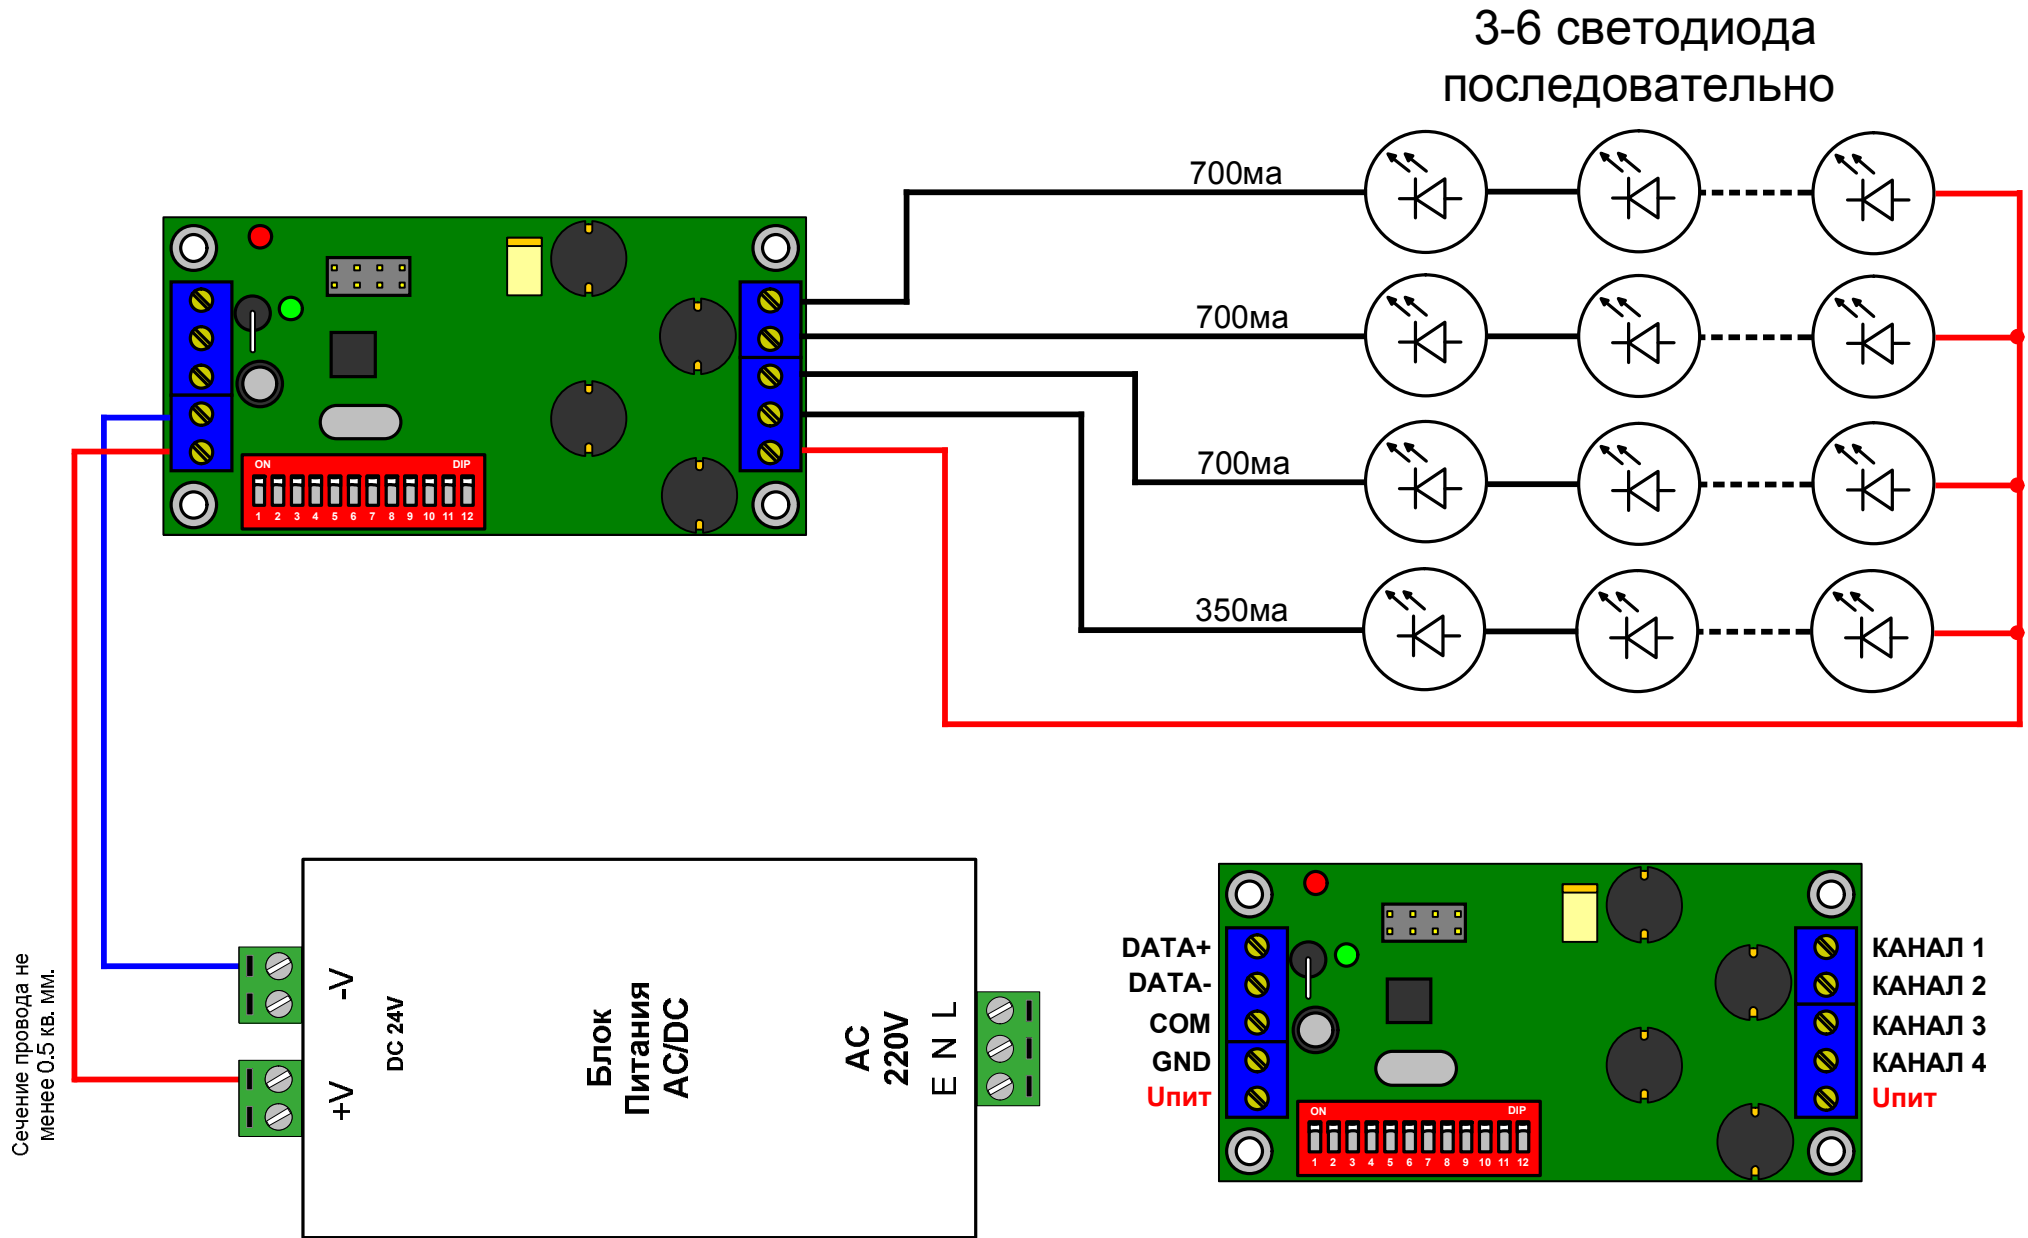 3-6 светодиода
последовательно
700ма
700ма
700ма
350ма
ON
DIP
1 2 3 4 5 6 7 8 9 10 11 12
Сечение провода не
менее 0.5 кв. мм.
-V
+V
DC 24V
Блок
Питания
AC/DC
AC
220V
E N L
DATA+
DATA-
COM
GND
Uпит
ON
DIP
1 2 3 4 5 6 7 8 9 10 11 12
КАНАЛ 1
КАНАЛ 2
КАНАЛ 3
КАНАЛ 4
Uпит